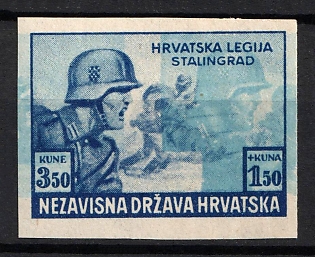 HRVATSKA LEGIJA
STALINGRAD
KUNE
3 50
+KUNA
1 50
NEZAVISNA DRŽAVA HRVATSKA